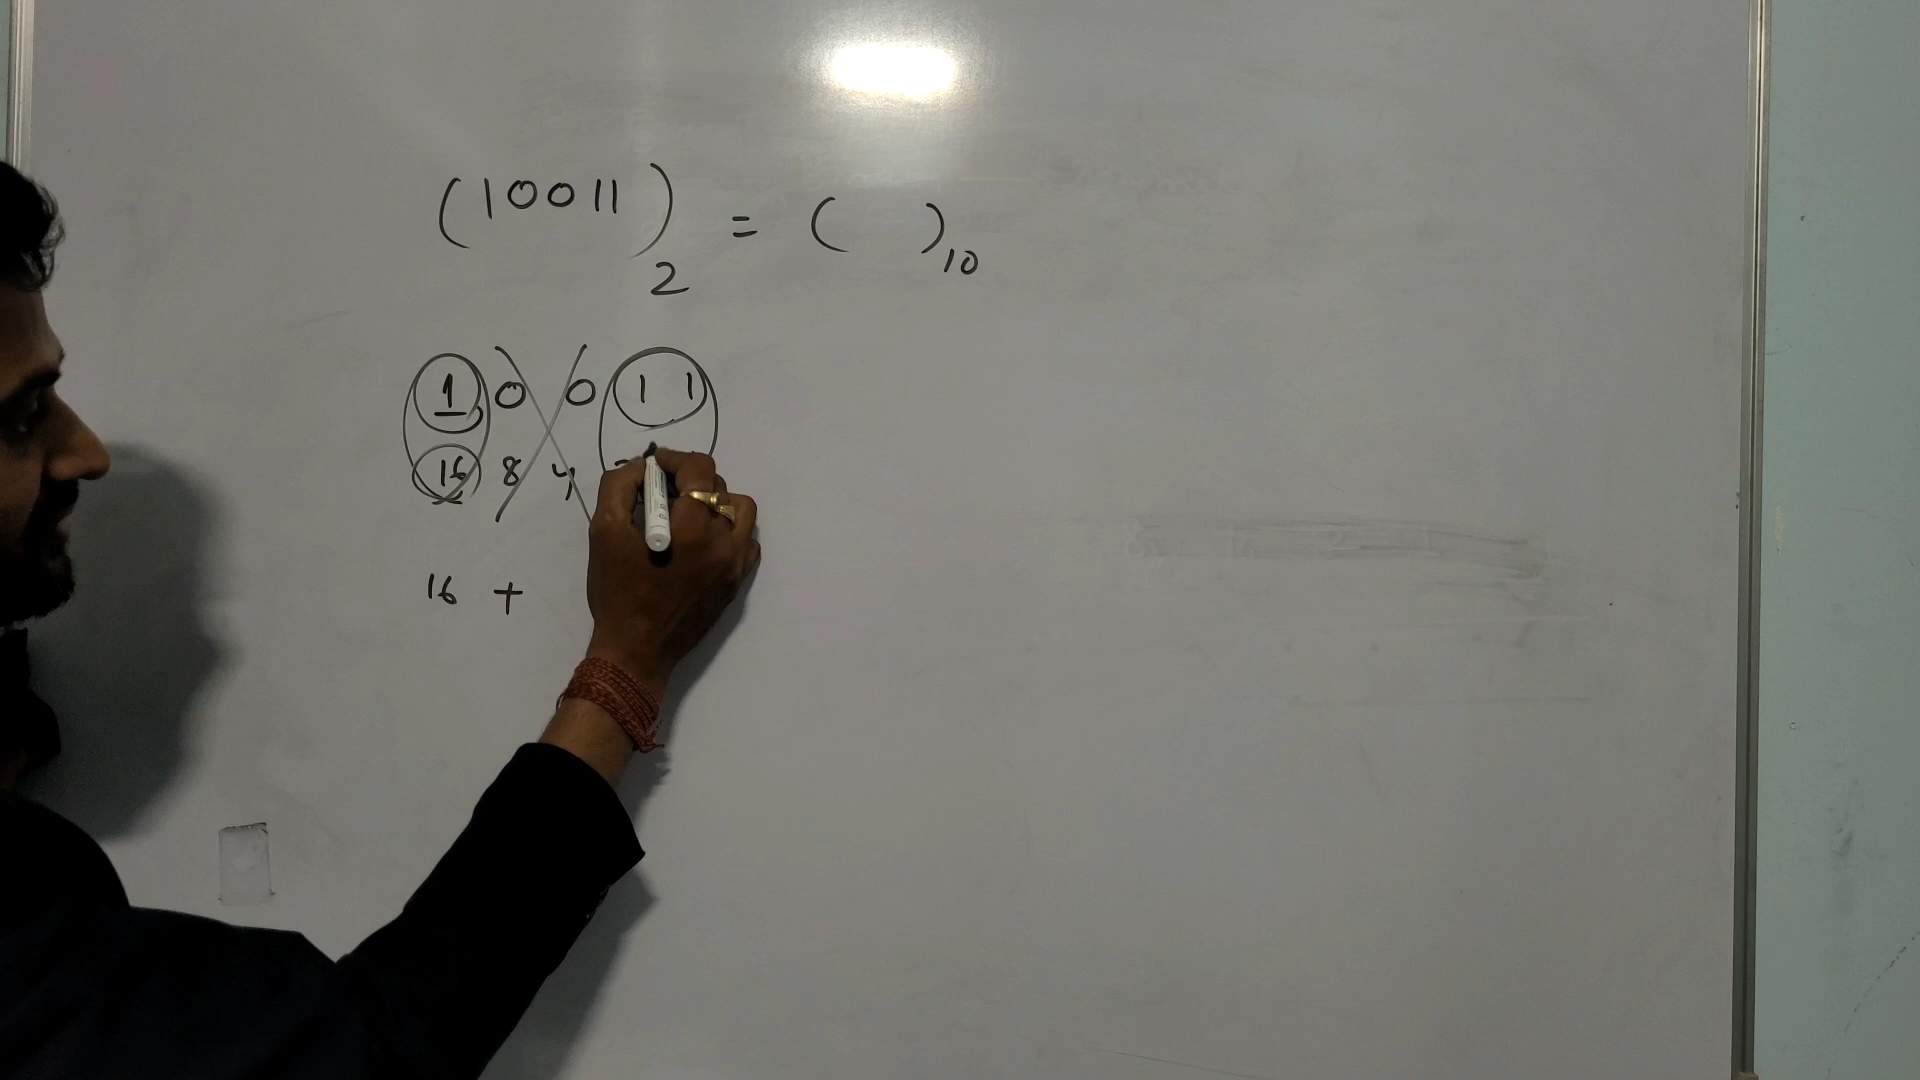 (10011)₂ = ( )₁₀
1 0 0 1 1
16 8 4
16 +